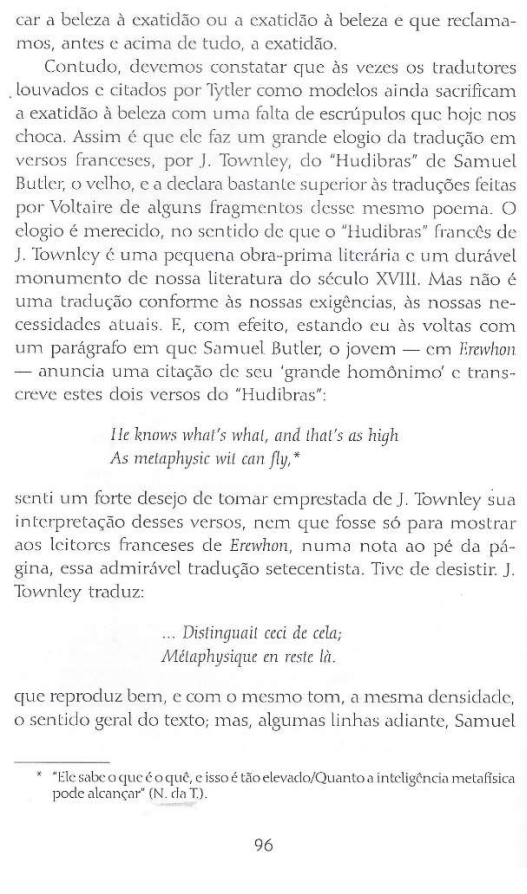 car a beleza à exatidão ou a exatidão à beleza e que reclama-
mos, antes e acima de tudo, a exatidão.
Contudo, devemos constatar que às vezes os tradutores
louvados e citados por Tytler como modelos ainda sacrificam
a exatidão à beleza com uma falta de escrúpulos que hoje nos
choca. Assim é que ele faz um grande elogio da tradução em
versos franceses, por J. Townley, do "Hudibras" de Samuel
Butler, o velho, e a declara bastante superior às traduções feitas
por Voltaire de alguns fragmentos desse mesmo poema. O
elogio é merecido, no sentido de que o "Hudibras" francês de
J. Townley é uma pequena obra-prima literária e um durável
monumento de nossa literatura do século XVIII. Mas não é
uma tradução conforme às nossas exigências, às nossas ne-
cessidades atuais. E, com efeito, estando eu às voltas com
um parágrafo em que Samuel Butler, o jovem — em Erewhon
— anuncia uma citação de seu 'grande homônimo' e trans-
creve estes dois versos do "Hudibras":
He knows what's what, and that's as high
As metaphysic wit can fly,*
senti um forte desejo de tomar emprestada de J. Townley sua
interpretação desses versos, nem que fosse só para mostrar
aos leitores franceses de Erewhon, numa nota ao pé da pá-
gina, essa admirável tradução setecentista. Tive de desistir. J.
Townley traduz:
... Distinguait ceci de cela;
Métaphysique en reste là.
que reproduz bem, e com o mesmo tom, a mesma densidade,
o sentido geral do texto; mas, algumas linhas adiante, Samuel
* "Ele sabe o que é o quê, e isso é tão elevado/Quanto a inteligência metafísica
pode alcançar" (N. da T.).
96